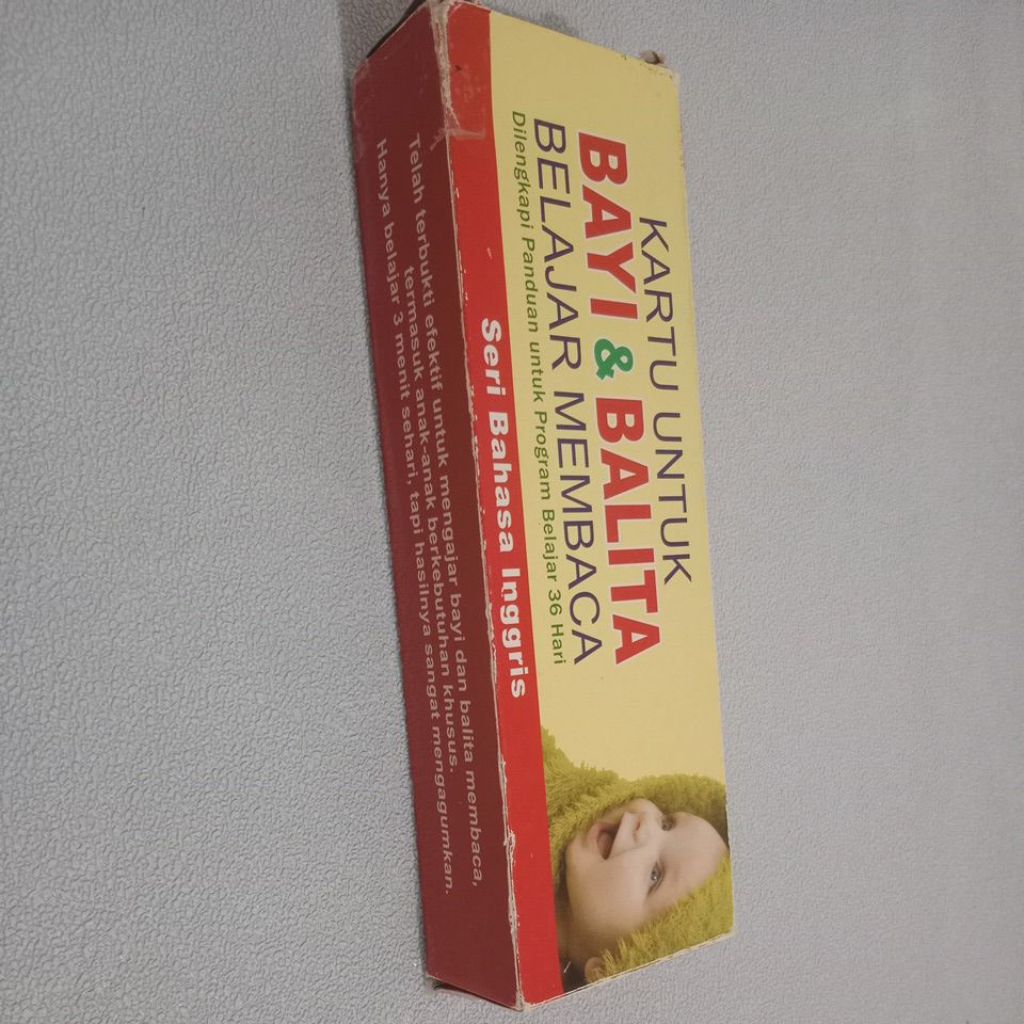 KARTU UNTUK
BAYI & BALITA
BELAJAR MEMBACA
Dilengkapi Panduan untuk Program Belajar 36 Hari
Seri Bahasa Inggris
Telah terbukti efektif untuk mengajar bayi dan balita membaca,
termasuk anak-anak berkebutuhan khusus.
Hanya belajar 3 menit sehari, tapi hasilnya sangat mengagumkan.